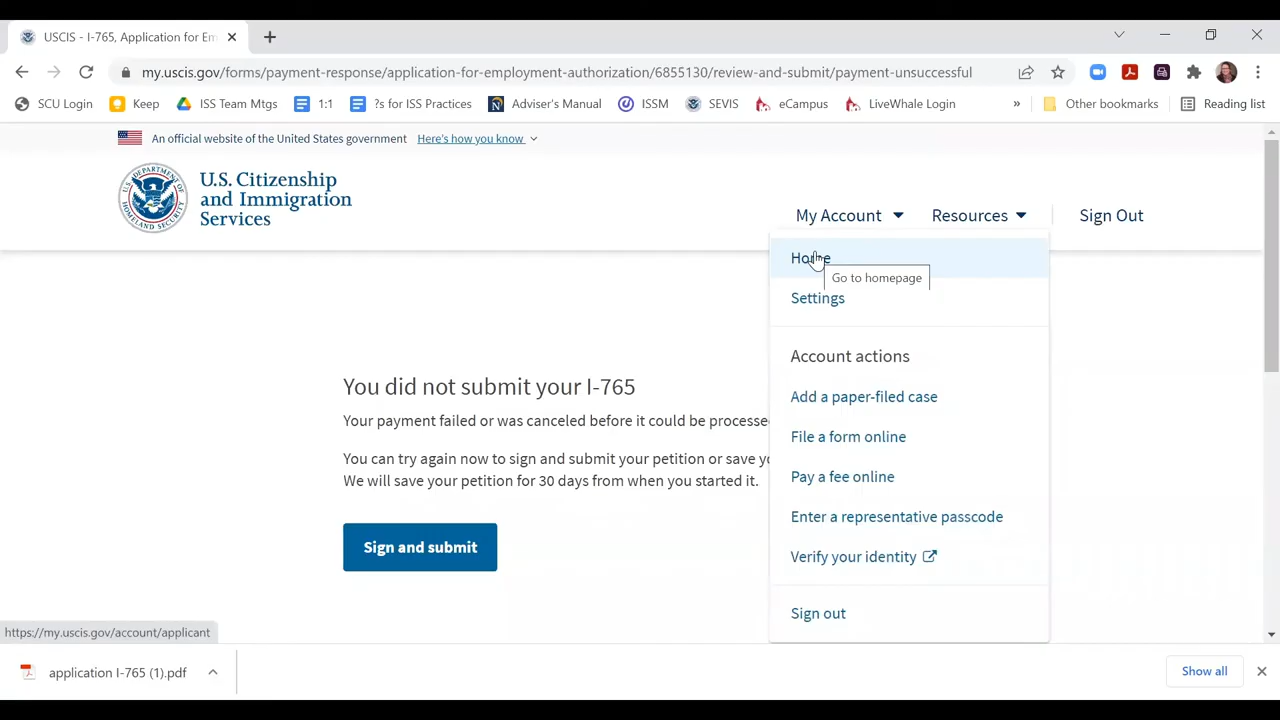 USCIS - I-765, Application for Em
my.uscis.gov/forms/payment-response/application-for-employment-authorization/6855130/review-and-submit/payment-unsuccessful
SCU Login Keep ISS Team Mtgs 1:1 ?s for ISS Practices Adviser's Manual ISSM SEVIS eCampus LiveWhale Login » Other bookmarks Reading list
An official website of the United States government Here's how you know
U.S. Citizenship
and Immigration
Services
My Account Resources Sign Out
Home
Go to homepage
Settings
Account actions
Add a paper-filed case
File a form online
Pay a fee online
Enter a representative passcode
Verify your identity
Sign out
You did not submit your I-765
Your payment failed or was canceled before it could be processe
You can try again now to sign and submit your petition or save yo
We will save your petition for 30 days from when you started it.
Sign and submit
https://my.uscis.gov/account/applicant
application I-765 (1).pdf
Show all